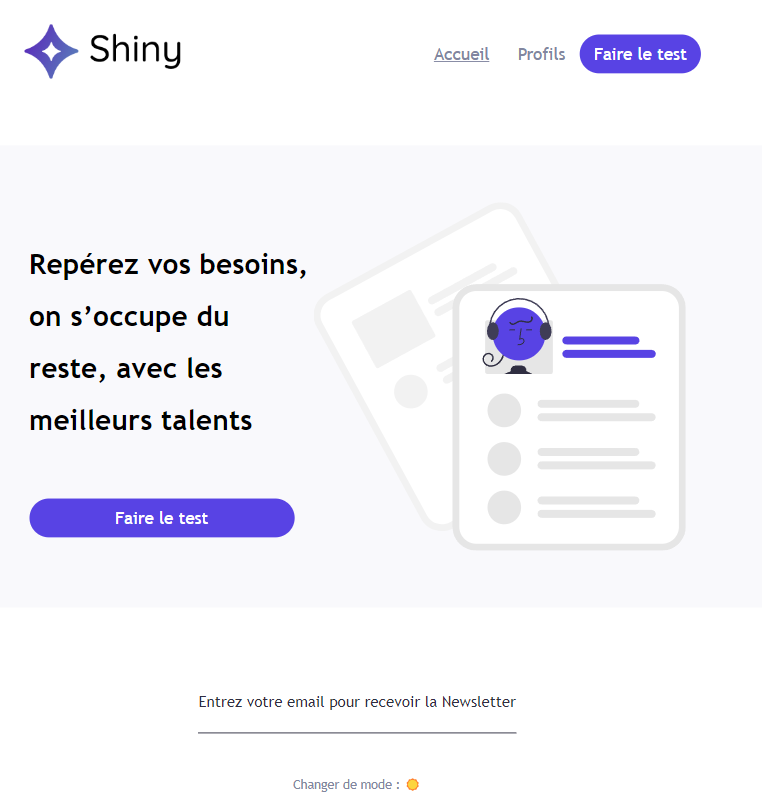 Shiny
Accueil Profils Faire le test
Repérez vos besoins,
on s’occupe du
reste, avec les
meilleurs talents
Faire le test
Entrez votre email pour recevoir la Newsletter
Changer de mode : ☀️